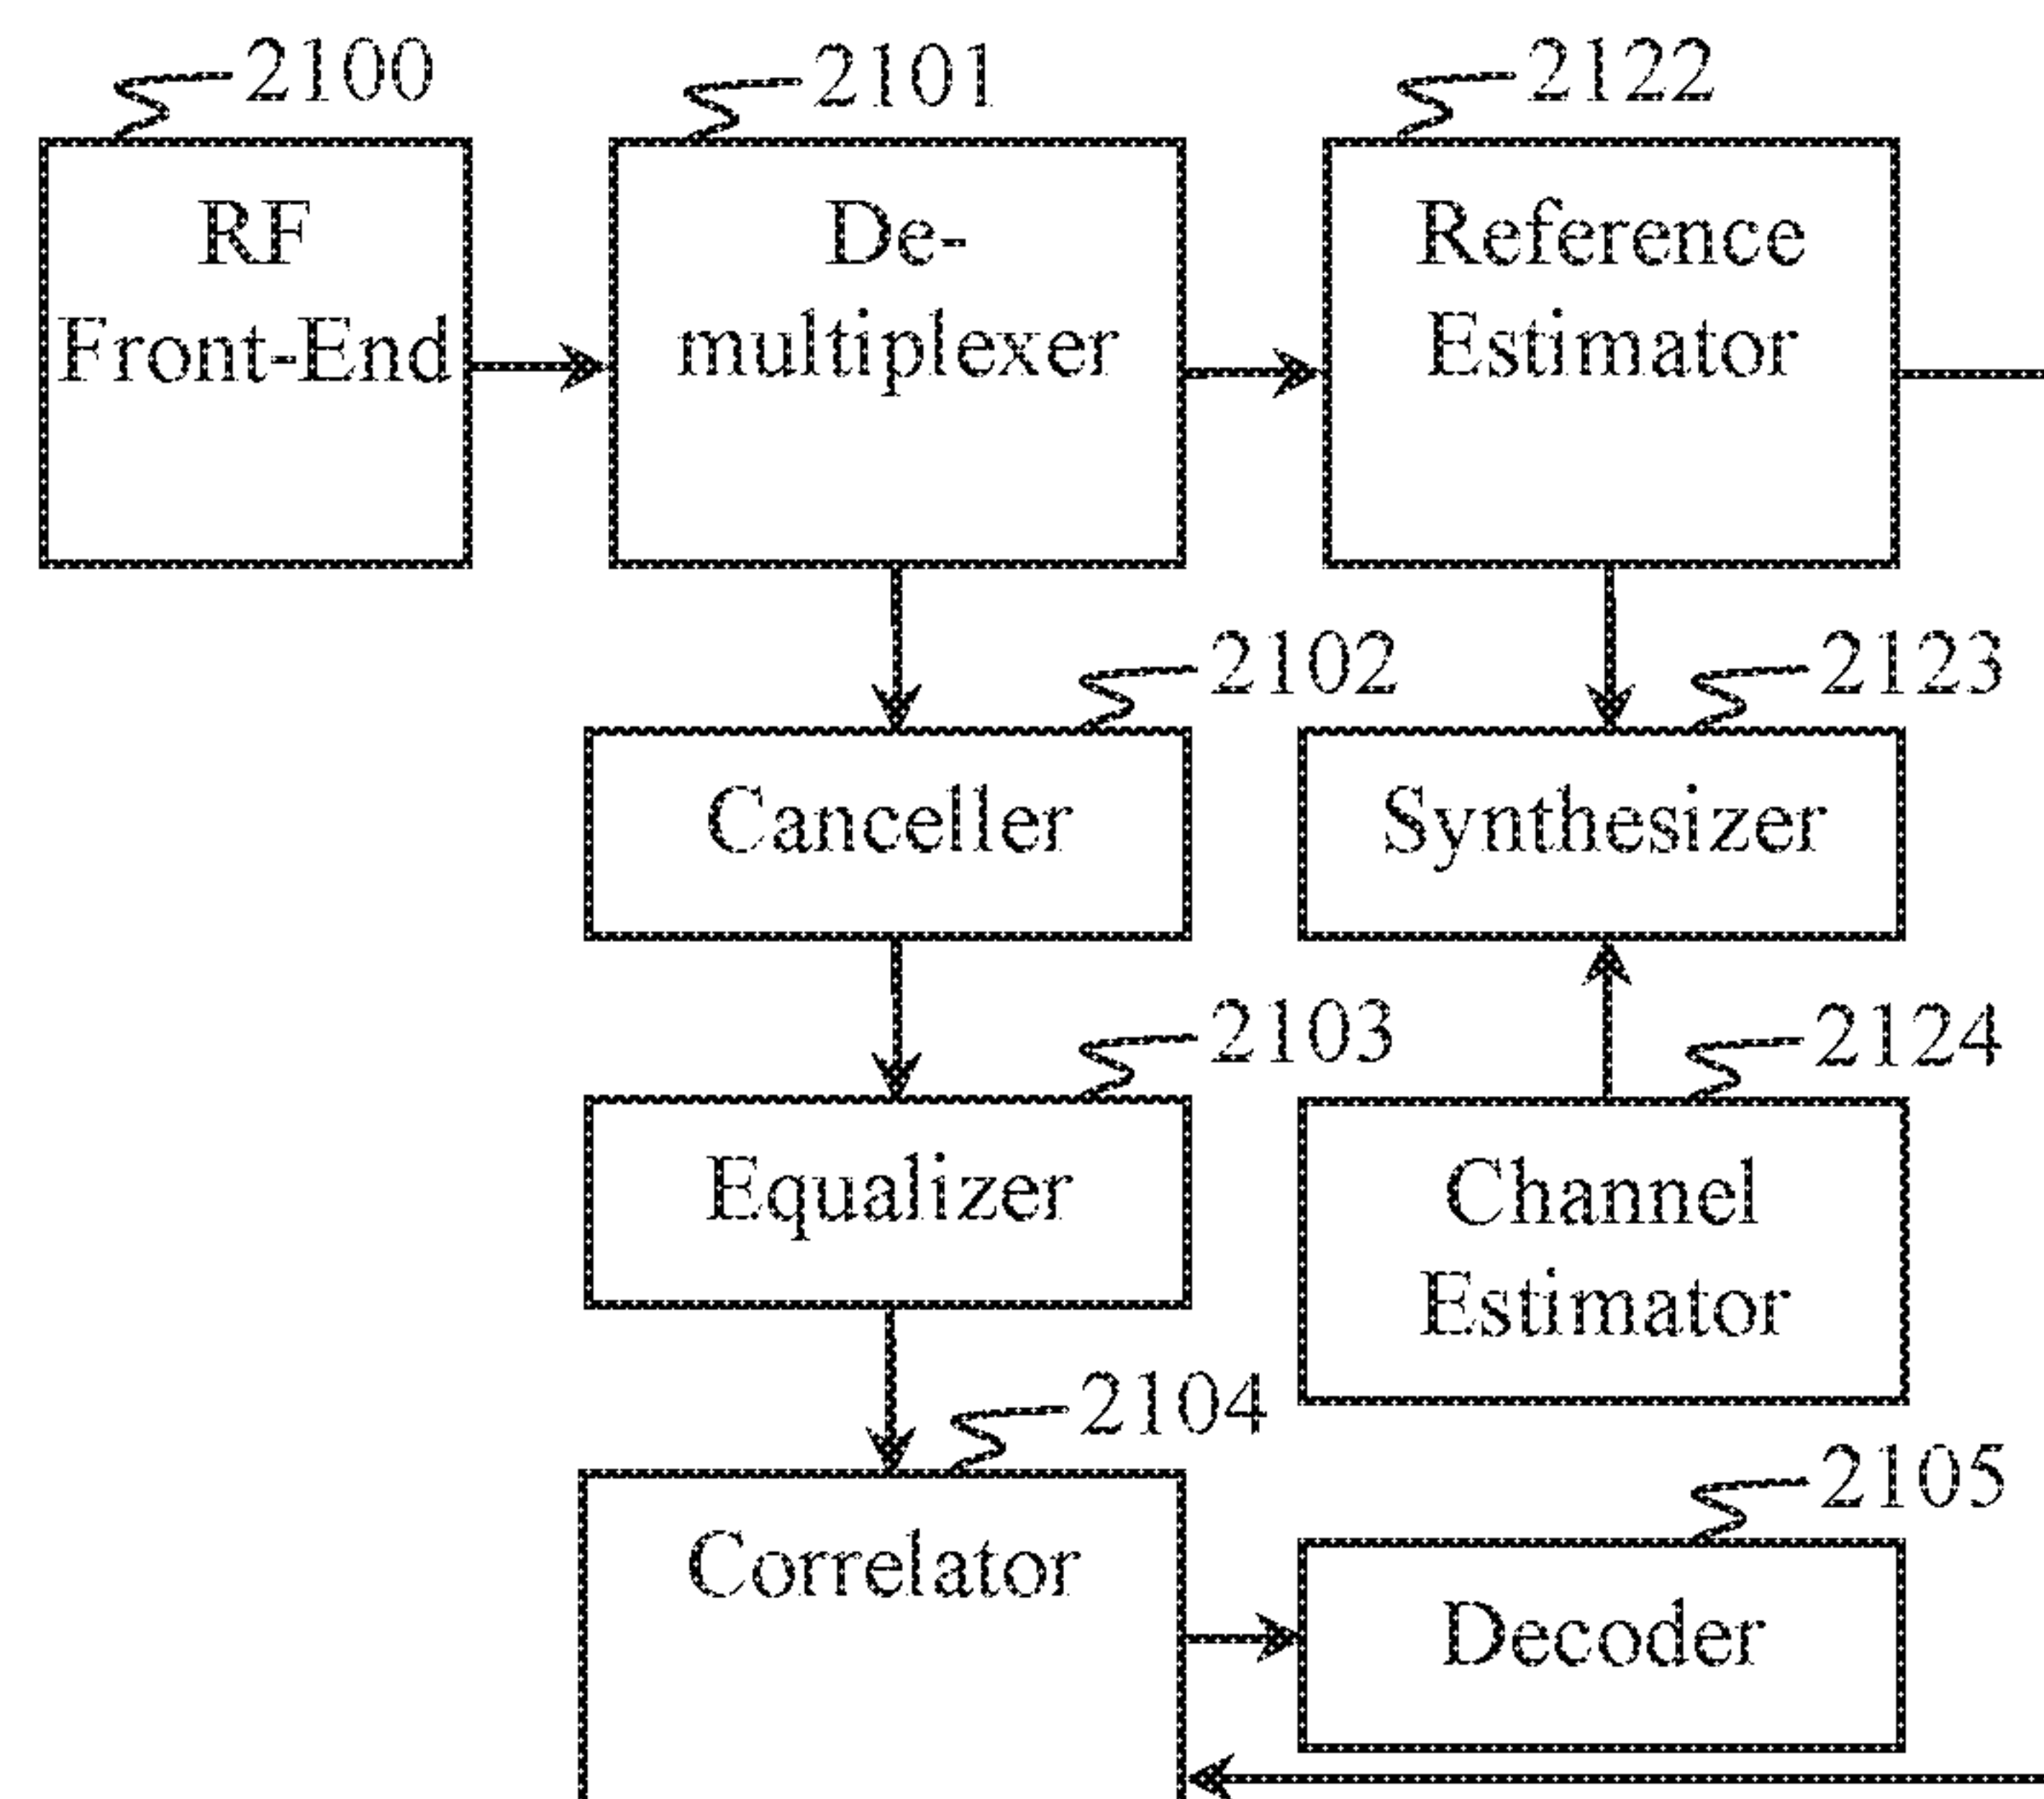 2100
2101
2122
RF
Front-End
De-
multiplexer
Reference
Estimator
2102
2123
Canceller
Synthesizer
2103
2124
Equalizer
Channel
Estimator
2104
2105
Correlator
Decoder